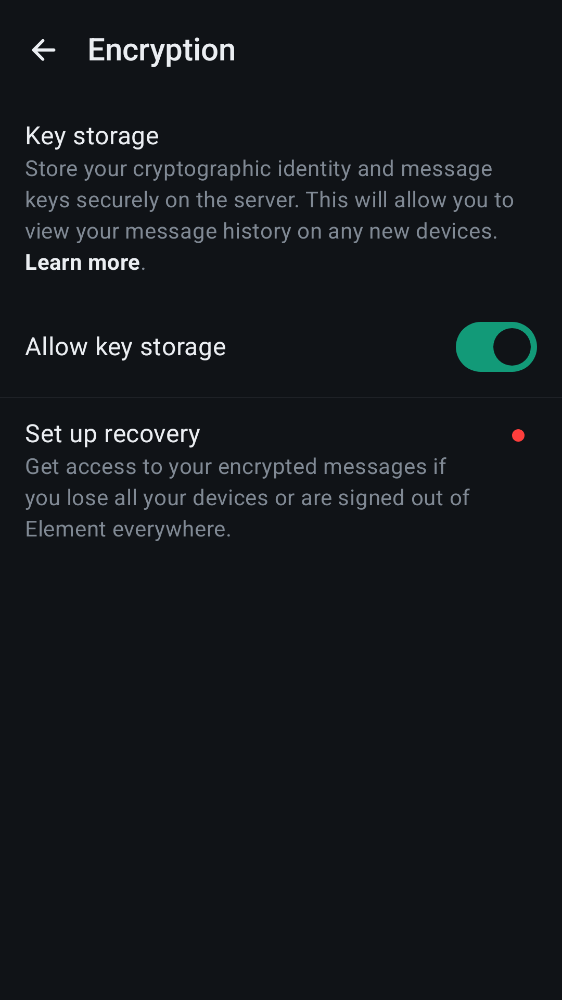 Encryption
Key storage
Store your cryptographic identity and message
keys securely on the server. This will allow you to
view your message history on any new devices.
Learn more.
Allow key storage
Set up recovery
Get access to your encrypted messages if
you lose all your devices or are signed out of
Element everywhere.